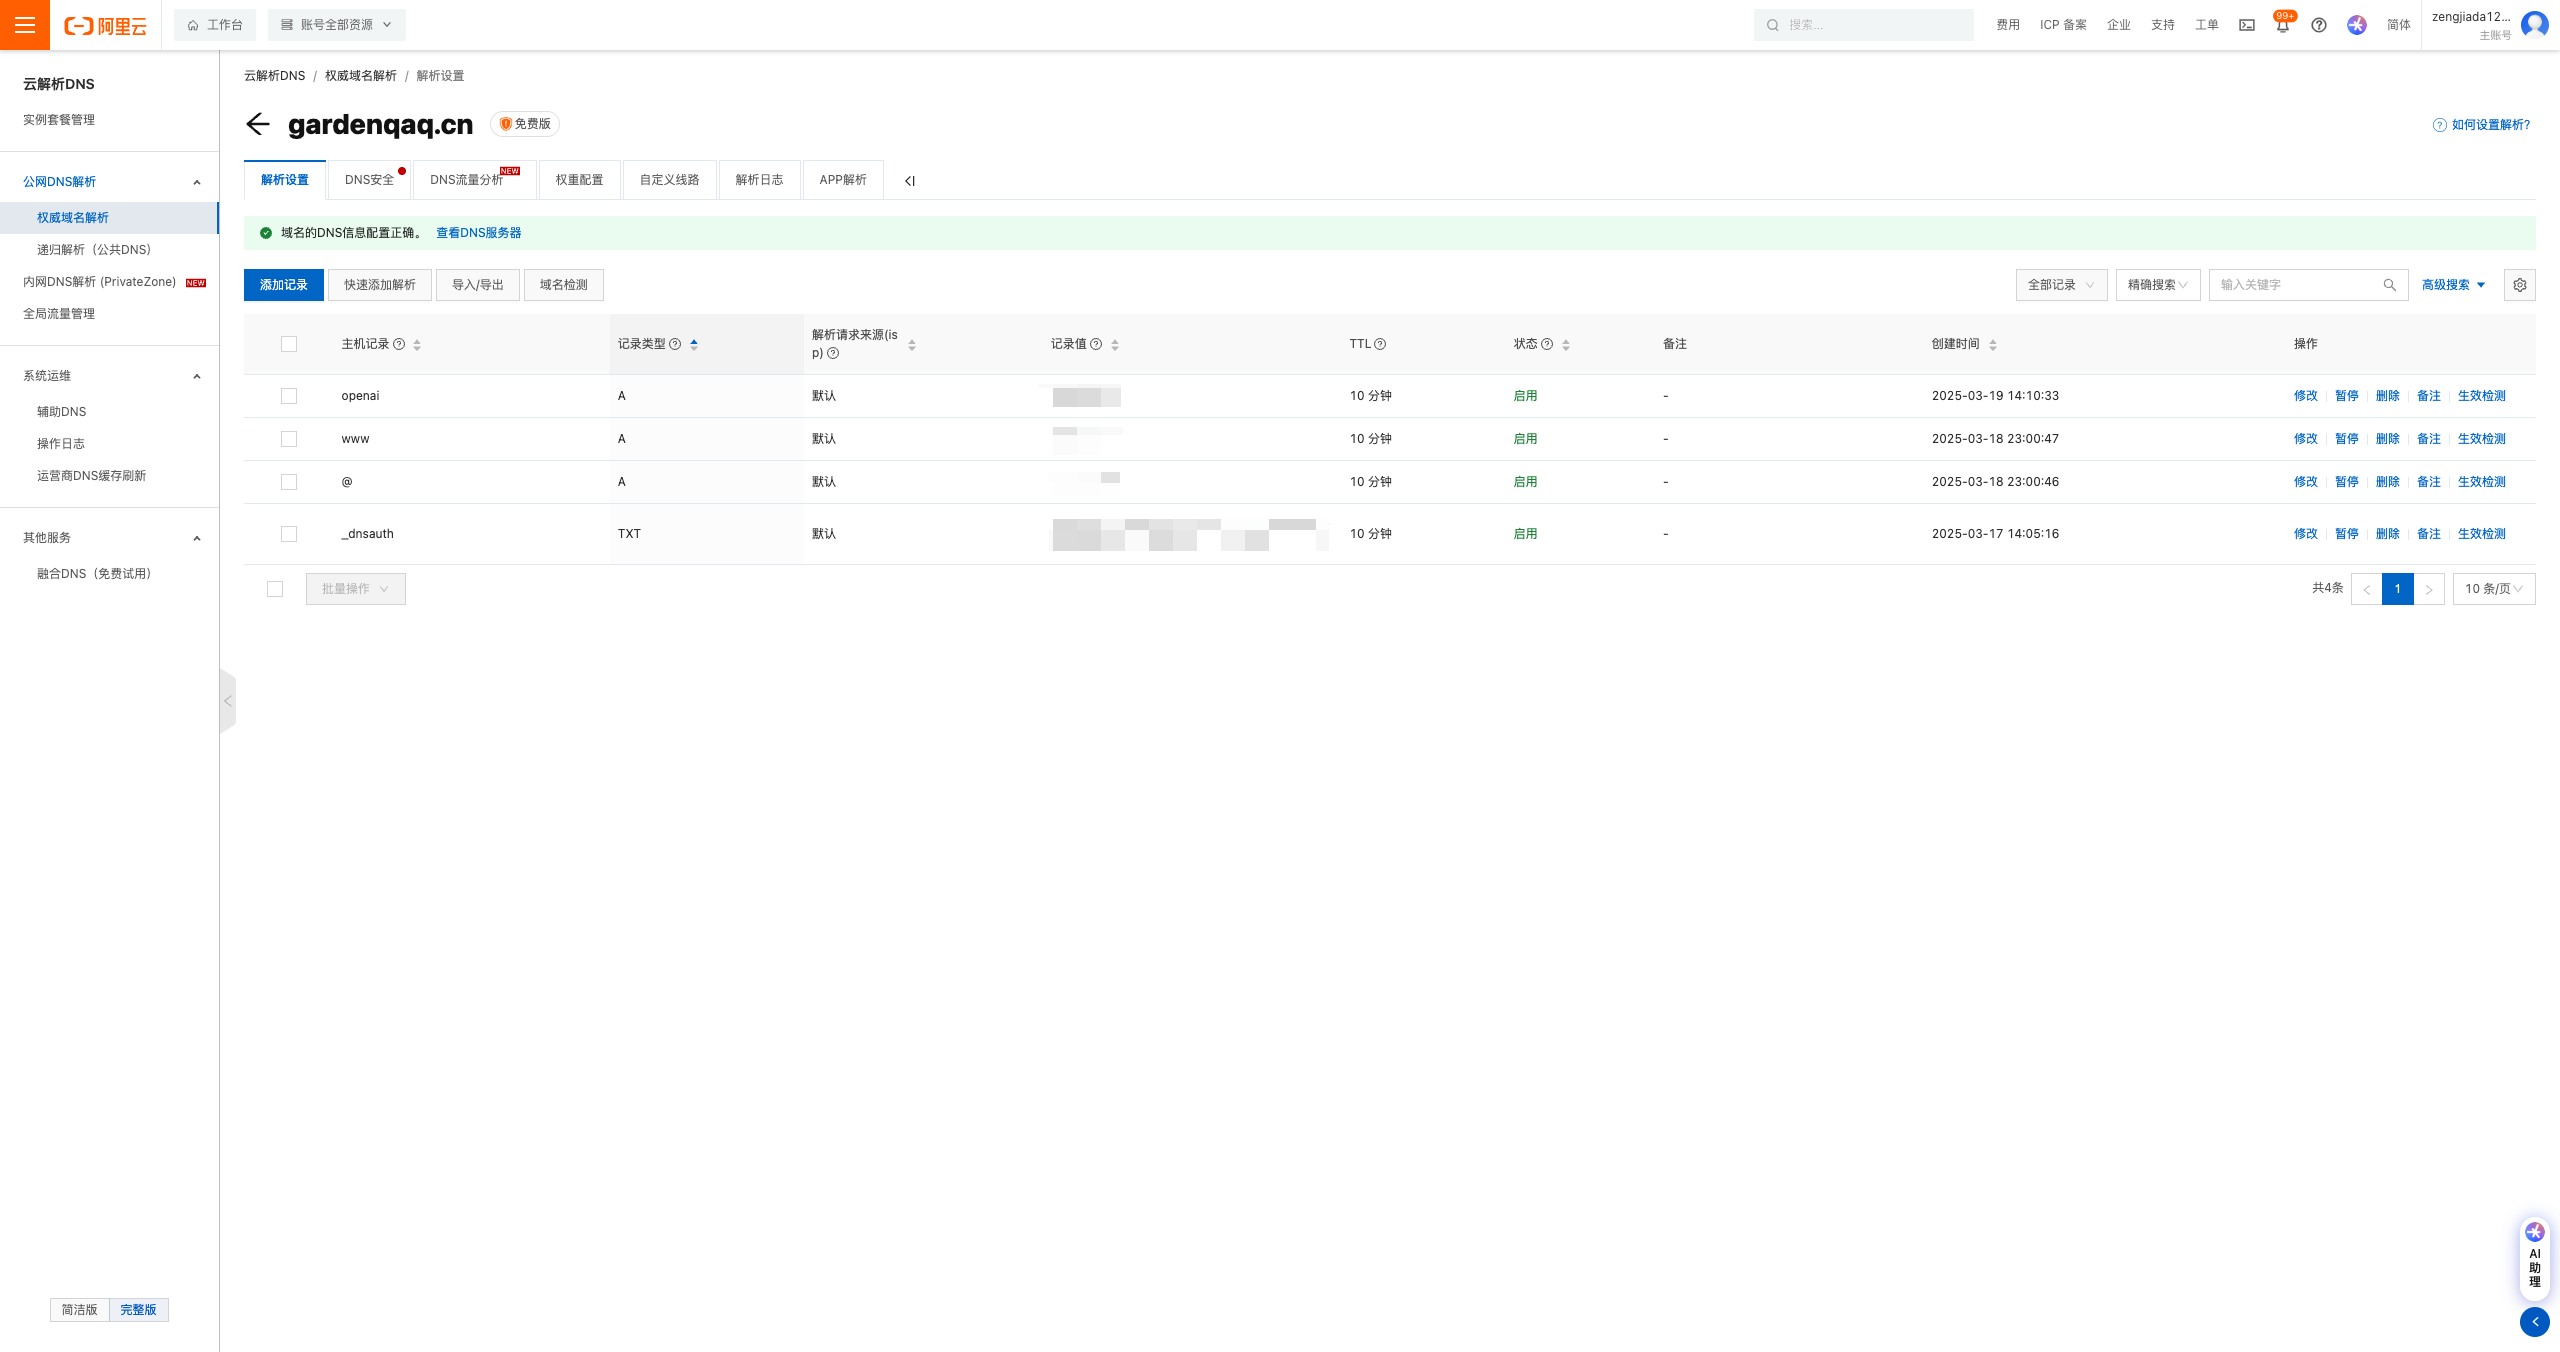 阿里云
工作台
账号全部资源
搜索...
费用
ICP 备案
企业
支持
工单
99+
简体
zengjiada12...
主账号
云解析DNS
实例套餐管理
公网DNS解析
权威域名解析
递归解析（公共DNS）
内网DNS解析 (PrivateZone) NEW
全局流量管理
系统运维
辅助DNS
操作日志
运营商DNS缓存刷新
其他服务
融合DNS（免费试用）
简洁版 完整版
云解析DNS / 权威域名解析 / 解析设置
gardenqaq.cn 免费版
如何设置解析?
解析设置 DNS安全 DNS流量分析 NEW 权重配置 自定义线路 解析日志 APP解析
域名的DNS信息配置正确。 查看DNS服务器
添加记录 快速添加解析 导入/导出 域名检测
全部记录 精确搜索 输入关键字 高级搜索
主机记录 记录类型 解析请求来源(is
p) 记录值 TTL 状态 备注 创建时间 操作
openai A 默认 10 分钟 启用 - 2025-03-19 14:10:33 修改 暂停 删除 备注 生效检测
www A 默认 10 分钟 启用 - 2025-03-18 23:00:47 修改 暂停 删除 备注 生效检测
@ A 默认 10 分钟 启用 - 2025-03-18 23:00:46 修改 暂停 删除 备注 生效检测
_dnsauth TXT 默认 10 分钟 启用 - 2025-03-17 14:05:16 修改 暂停 删除 备注 生效检测
批量操作
共4条 1 10 条/页
AI
助
理